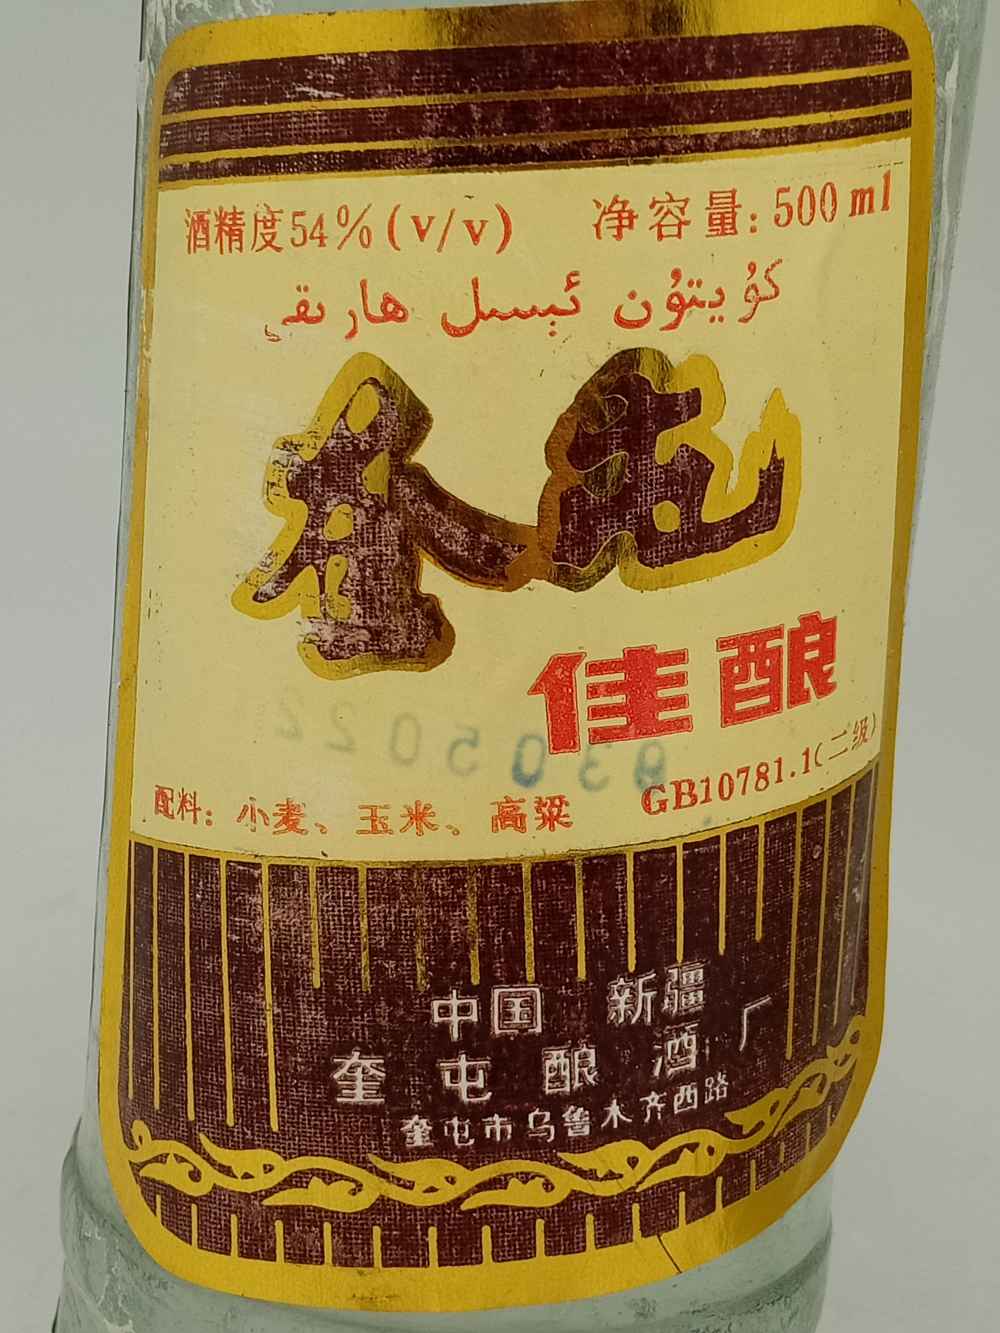 酒精度54%(v/v) 净容量:500ml
كۇيتۇن ئېسىل ھارىقى
奎屯
佳酿
9305022
配料:小麦、玉米、高粱 GB10781.1(二级)
中国 新疆
奎屯酿酒厂
奎屯市乌鲁木齐西路